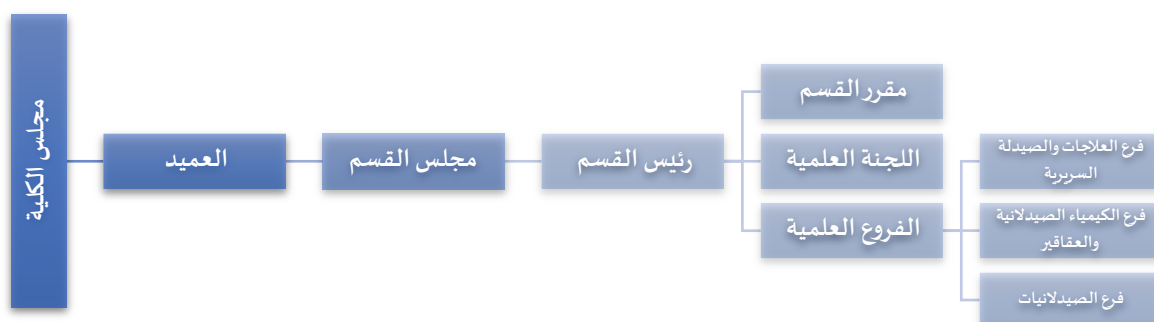 مجلس الكلية
العميد
مجلس القسم
رئيس القسم
مقرر القسم
اللجنة العلمية
الفروع العلمية
فرع العلاجات والصيدلة
السريرية
فرع الكيمياء الصيدلانية
والعقاقير
فرع الصيدلانيات